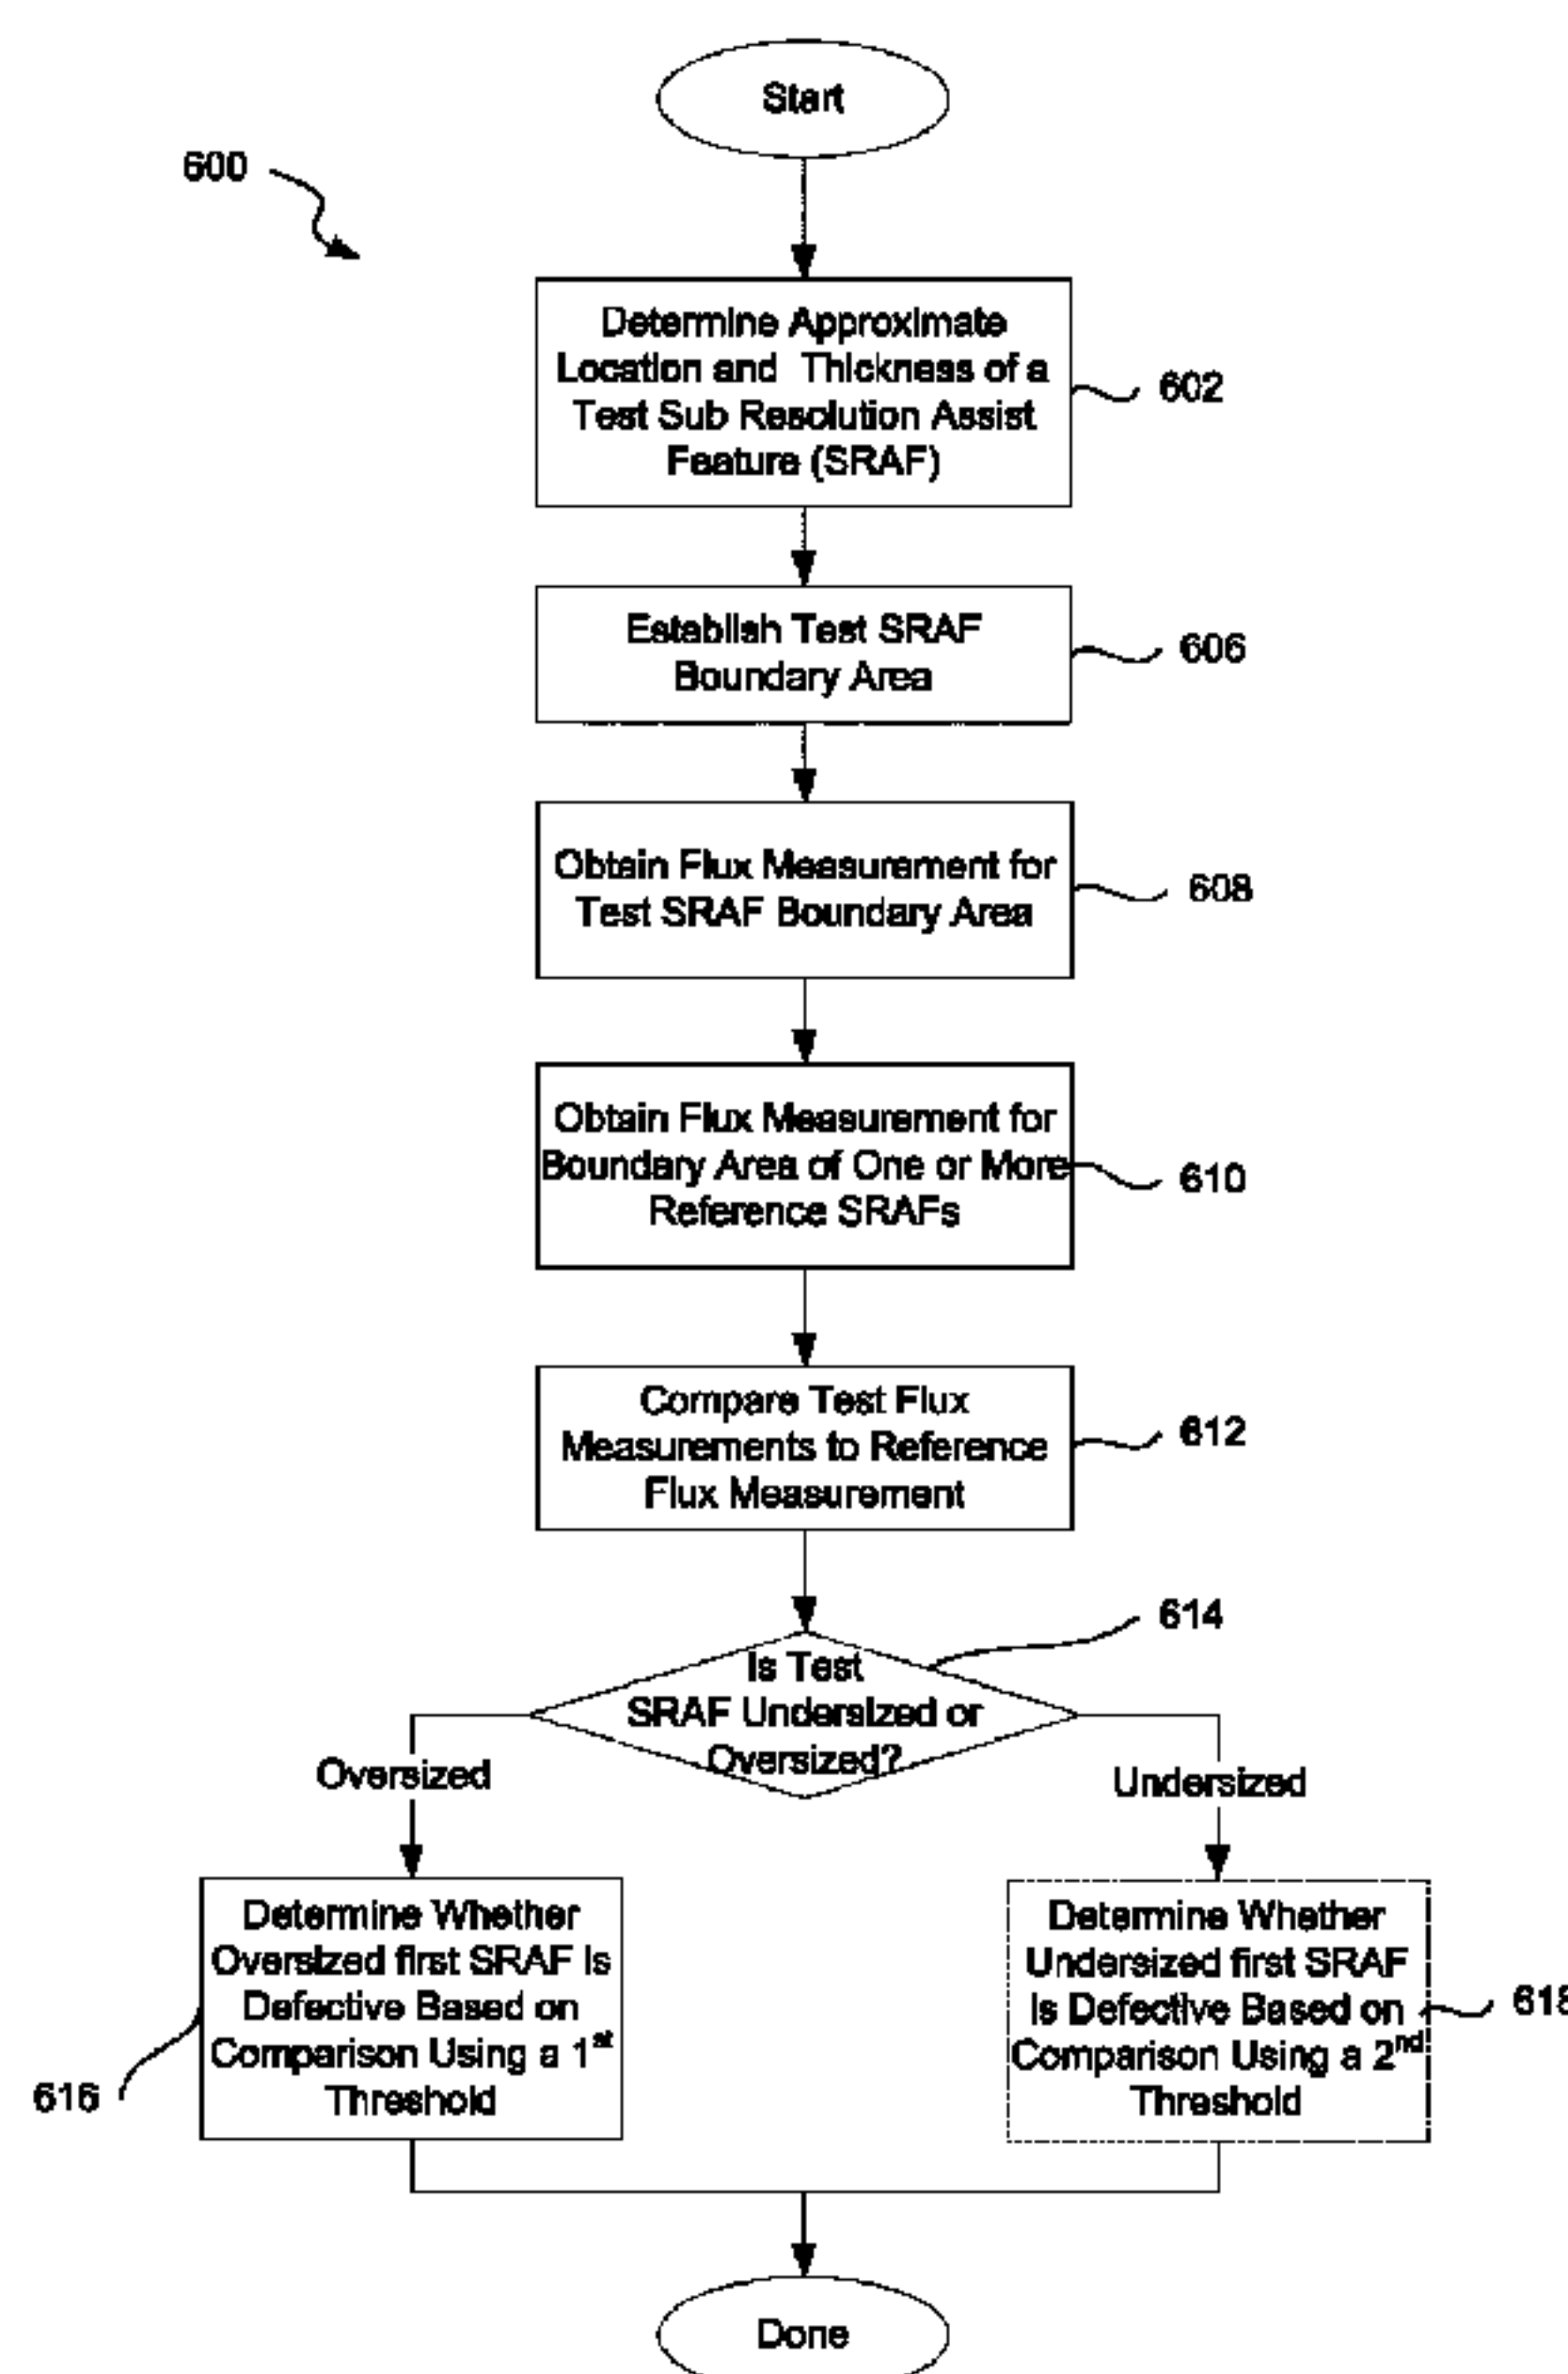 Start
600
Determine Approximate
Location and Thickness of a
Test Sub Resolution Assist
Feature (SRAF)
602
Establish Test SRAF
Boundary Area
606
Obtain Flux Measurement for
Test SRAF Boundary Area
608
Obtain Flux Measurement for
Boundary Area of One or More
Reference SRAFs
610
Compare Test Flux
Measurements to Reference
Flux Measurement
612
614
Is Test
SRAF Undersized or
Oversized?
Oversized
Undersized
Determine Whether
Oversized first SRAF is
Defective Based on
Comparison Using a 1st
Threshold
616
Determine Whether
Undersized first SRAF
Is Defective Based on
Comparison Using a 2nd
Threshold
618
Done